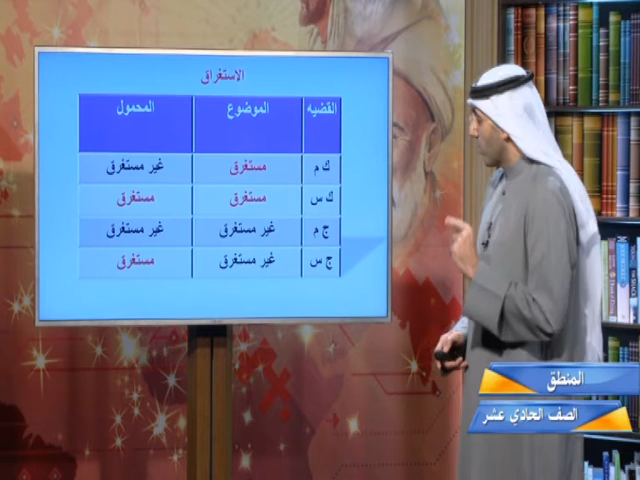 الاستغراق
القضيه الموضوع المحمول
ك م مستغرق غير مستغرق
ك س مستغرق مستغرق
ج م غير مستغرق غير مستغرق
ج س غير مستغرق مستغرق
المنطق
الصف الحادي عشر